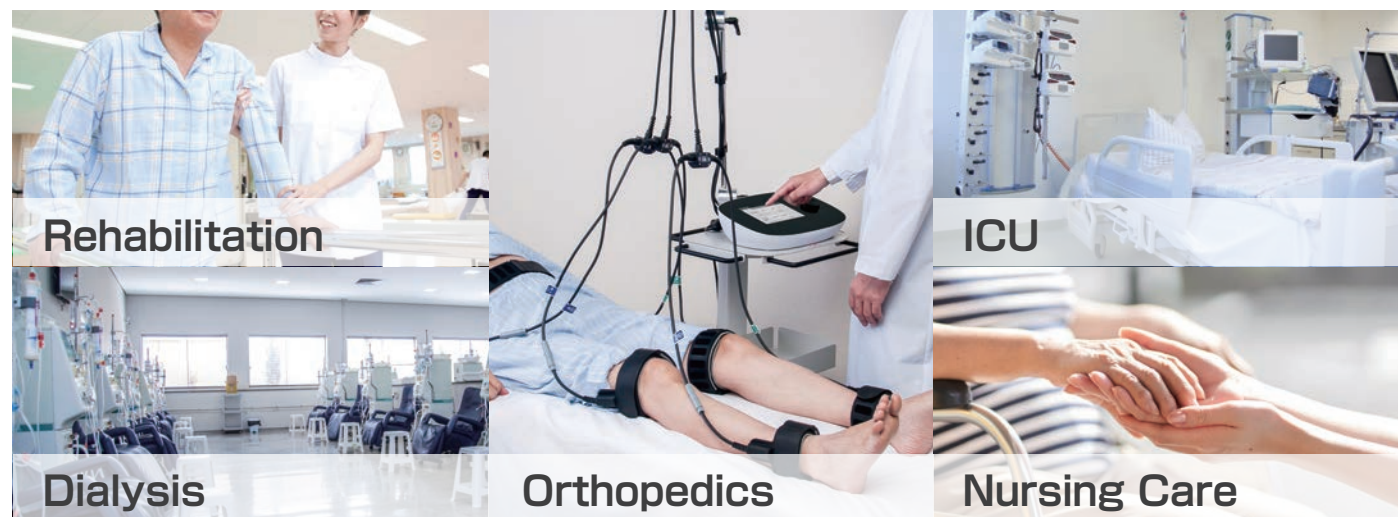 Rehabilitation
ICU
Dialysis
Orthopedics
Nursing Care